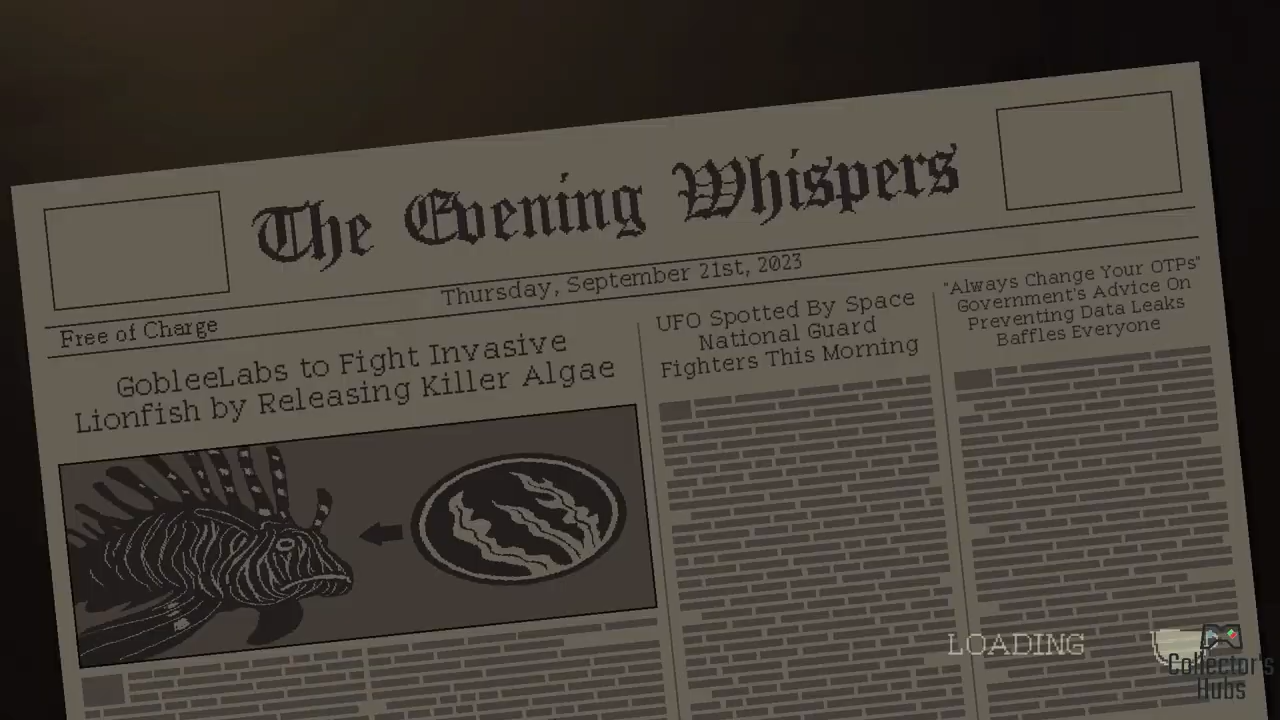 The Evening Whispers
Thursday, September 21st, 2023
Free of Charge
GobleeLabs to Fight Invasive
Lionfish by Releasing Killer Algae
UFO Spotted By Space
National Guard
Fighters This Morning
"Always Change Your OTPs"
Government's Advice On
Preventing Data Leaks
Baffles Everyone
LOADING
Collector's
Hubs